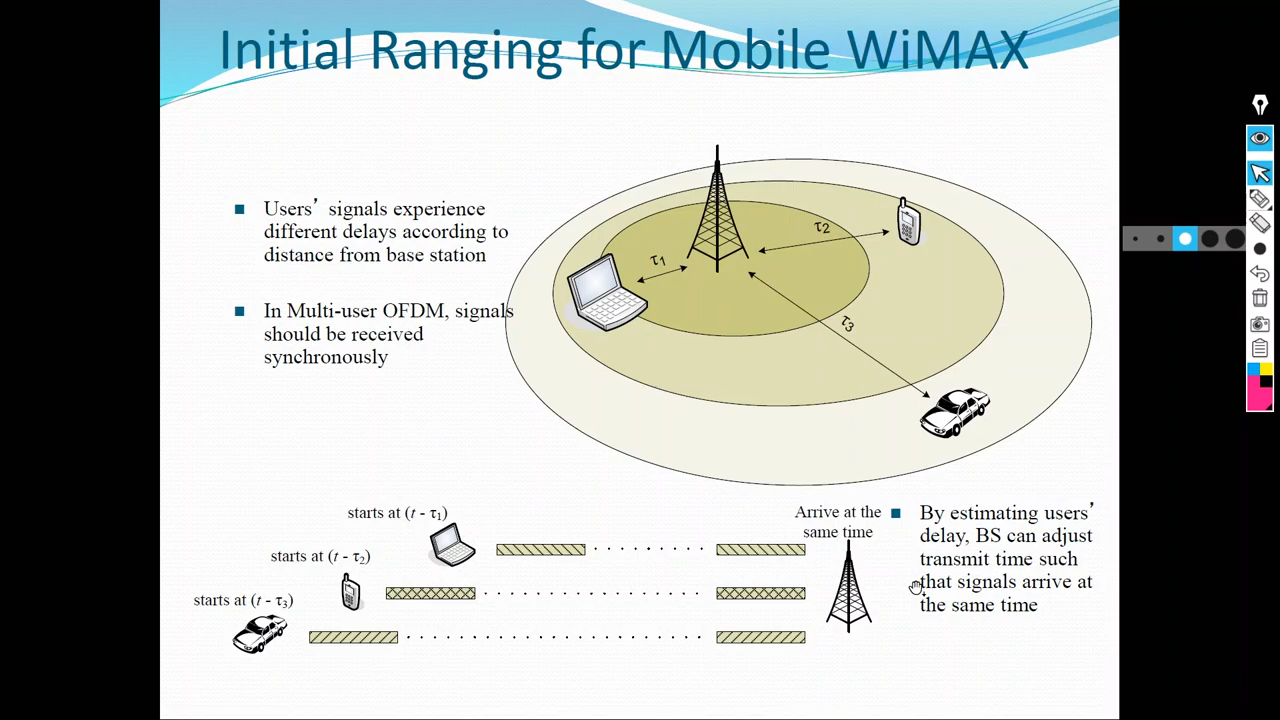 Initial Ranging for Mobile WiMAX
■ Users’ signals experience
different delays according to
distance from base station
■ In Multi-user OFDM, signals
should be received
synchronously
τ1
τ2
τ3
starts at (t - τ1)
starts at (t - τ2)
starts at (t - τ3)
Arrive at the
same time
■ By estimating users’
delay, BS can adjust
transmit time such
that signals arrive at
the same time